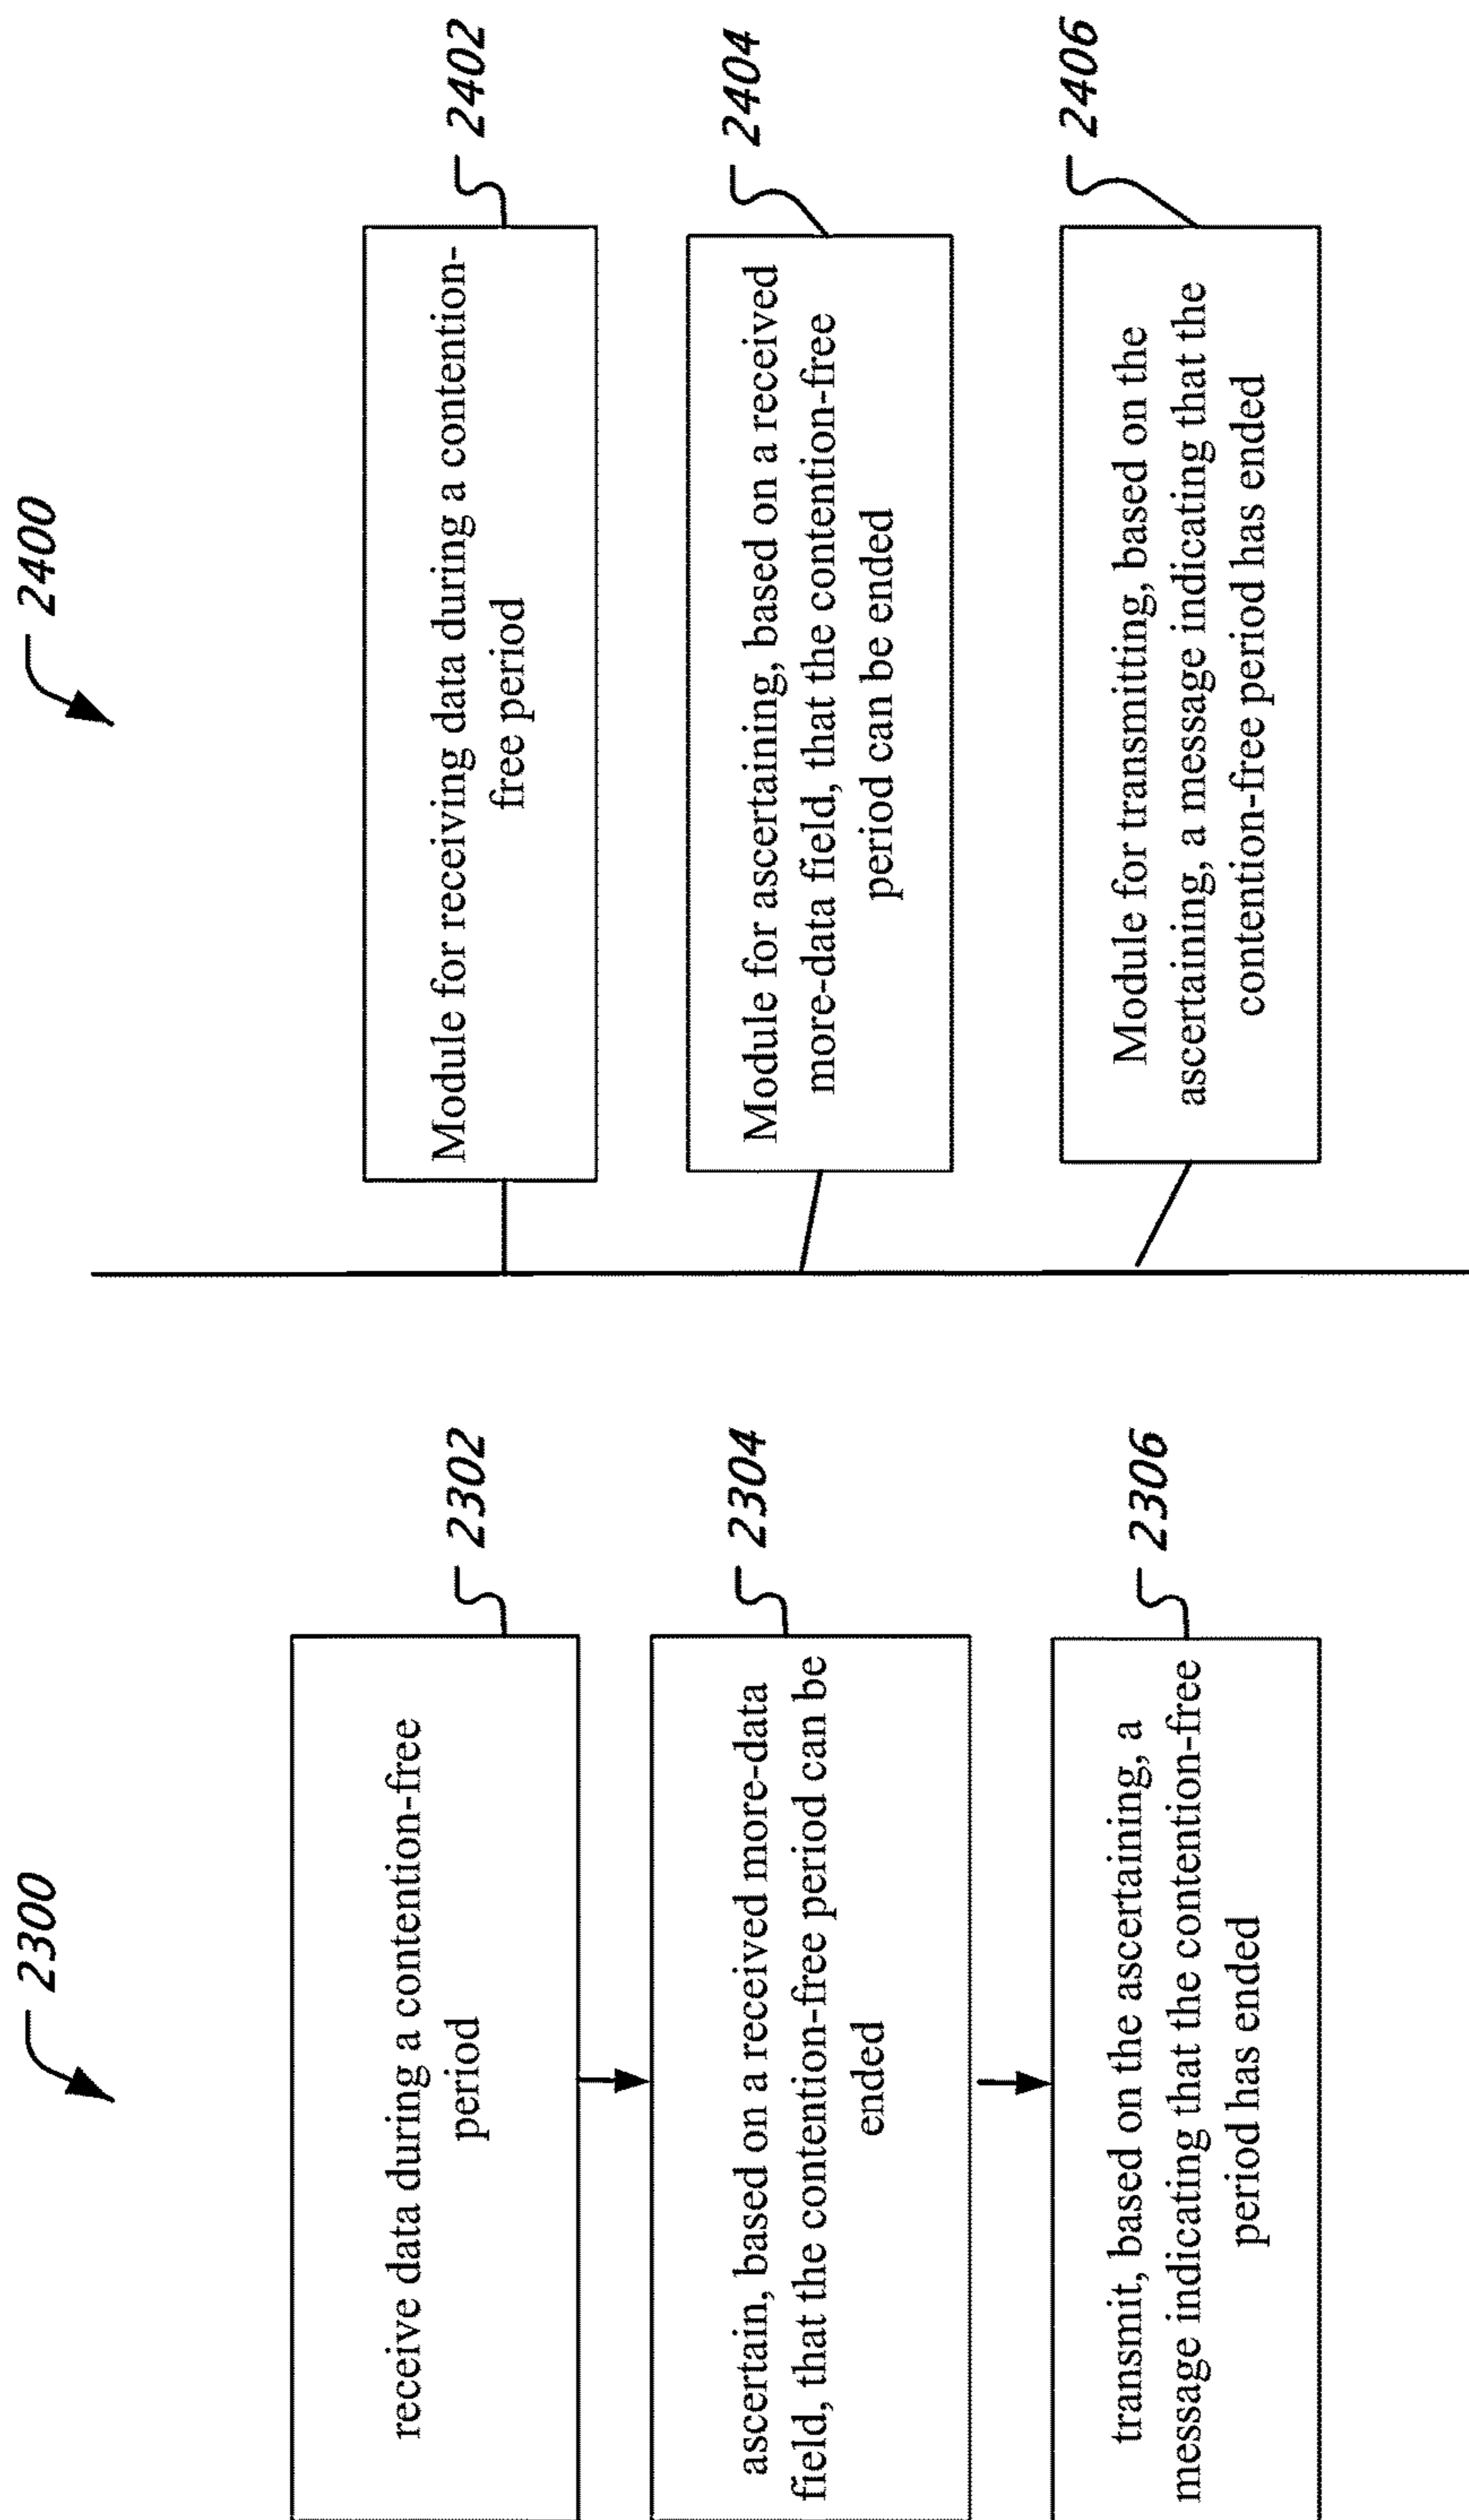 2300
receive data during a contention-free
period
2302
ascertain, based on a received more-data
field, that the contention-free period can be
ended
2304
transmit, based on the ascertaining, a
message indicating that the contention-free
period has ended
2306
2400
Module for receiving data during a contention-
free period
2402
Module for ascertaining, based on a received
more-data field, that the contention-free
period can be ended
2404
Module for transmitting, based on the
ascertaining, a message indicating that the
contention-free period has ended
2406